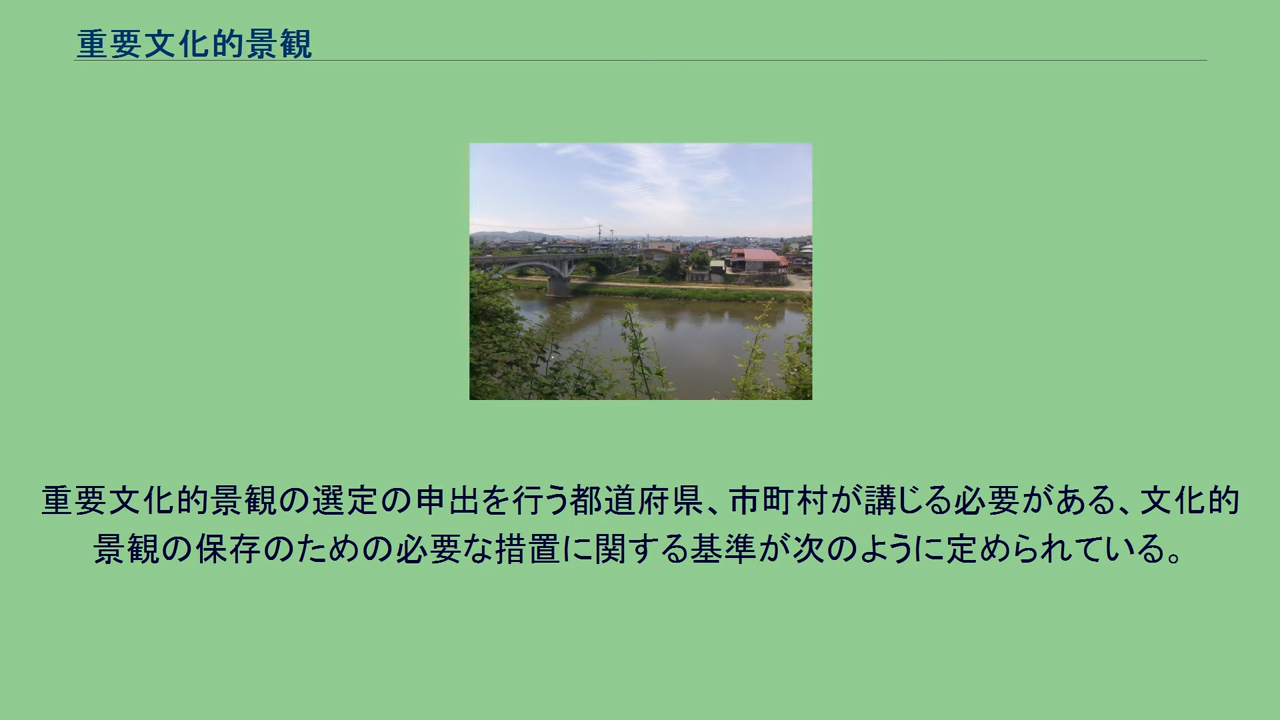 重要文化的景観
重要文化的景観の選定の申出を行う都道府県、市町村が講じる必要がある、文化的
景観の保存のための必要な措置に関する基準が次のように定められている。